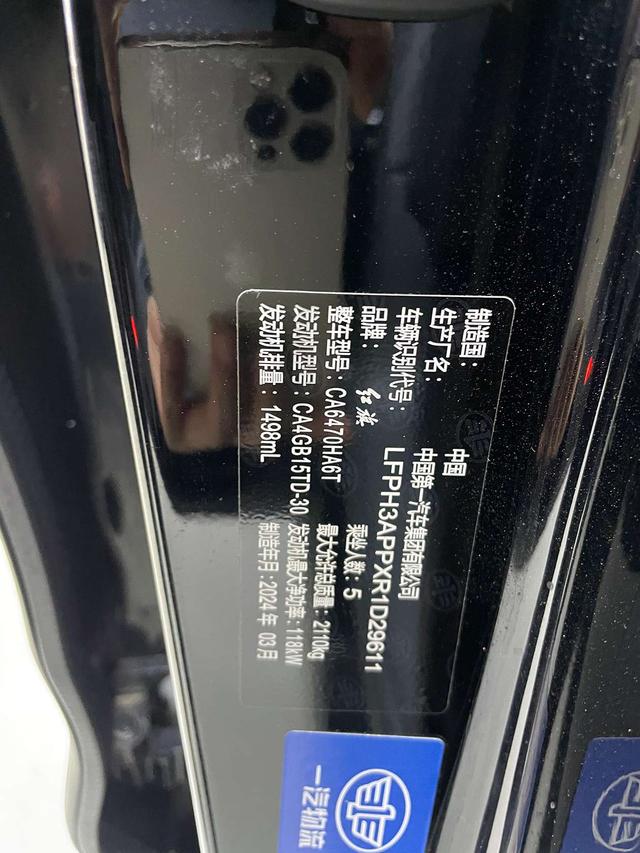 制造国: 中国
生产厂名: 中国第一汽车集团有限公司
车辆识别代号: LFPH3APPXR1D29611
品牌: 红旗 乘坐人数: 5
整车型号: CA6470HA6T 最大允许总质量: 2110kg
发动机型号: CA4GB15TD-30 发动机最大净功率: 118kW
发动机排量: 1498mL 制造年月: 2024年 03月
一汽物流